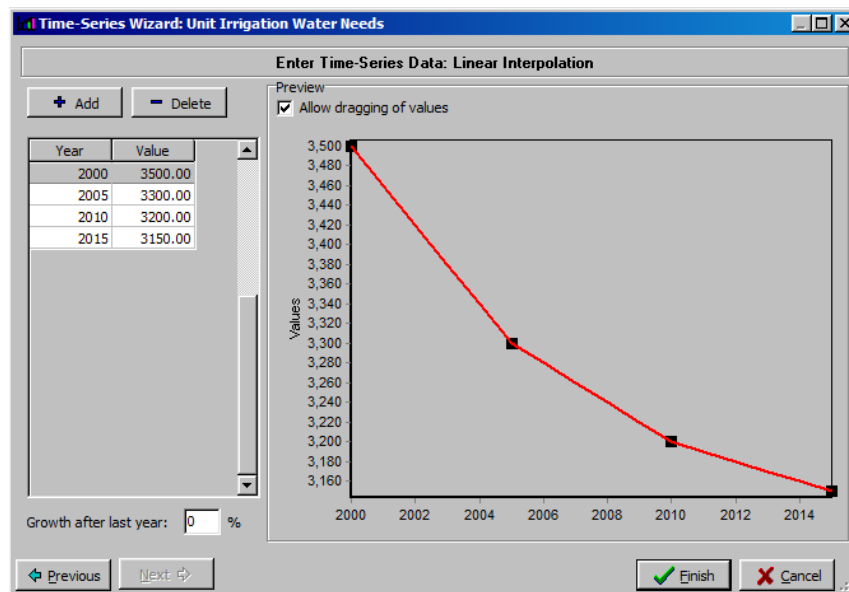 Time-Series Wizard: Unit Irrigation Water Needs
Enter Time-Series Data: Linear Interpolation
Add
Delete
Year Value
2000 3500.00
2005 3300.00
2010 3200.00
2015 3150.00
Growth after last year: 0 %
Preview
Allow dragging of values
Values
3,500
3,480
3,460
3,440
3,420
3,400
3,380
3,360
3,340
3,320
3,300
3,280
3,260
3,240
3,220
3,200
3,180
3,160
2000 2002 2004 2006 2008 2010 2012 2014
Previous
Next
Finish
Cancel